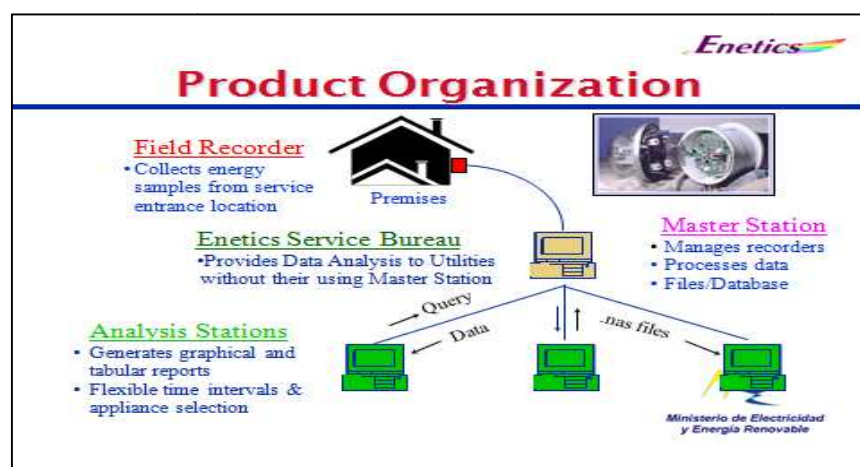 Enetics
Product Organization
Field Recorder
• Collects energy
samples from service
entrance location
Premises
Enetics Service Bureau
•Provides Data Analysis to Utilities
without their using Master Station
Master Station
• Manages recorders
• Processes data
• Files/Database
Analysis Stations
• Generates graphical and
tabular reports
• Flexible time intervals &
appliance selection
Query
Data
.nas files
Ministerio de Electricidad
y Energía Renovable